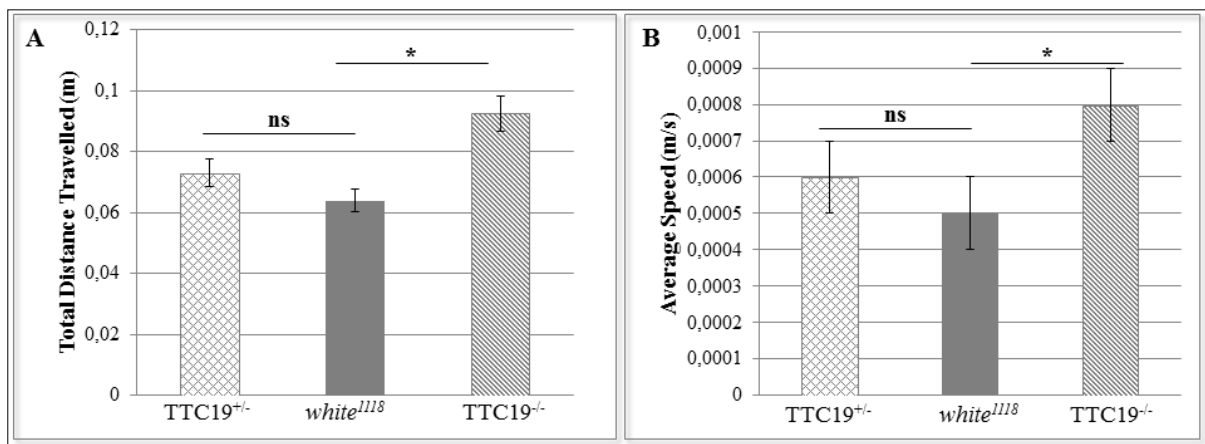 A
Total Distance Travelled (m)
0,12
0,1
0,08
0,06
0,04
0,02
0
ns
*
TTC19+/-
white1118
TTC19-/-
B
Average Speed (m/s)
0,001
0,0009
0,0008
0,0007
0,0006
0,0005
0,0004
0,0003
0,0002
0,0001
0
ns
*
TTC19+/-
white1118
TTC19-/-